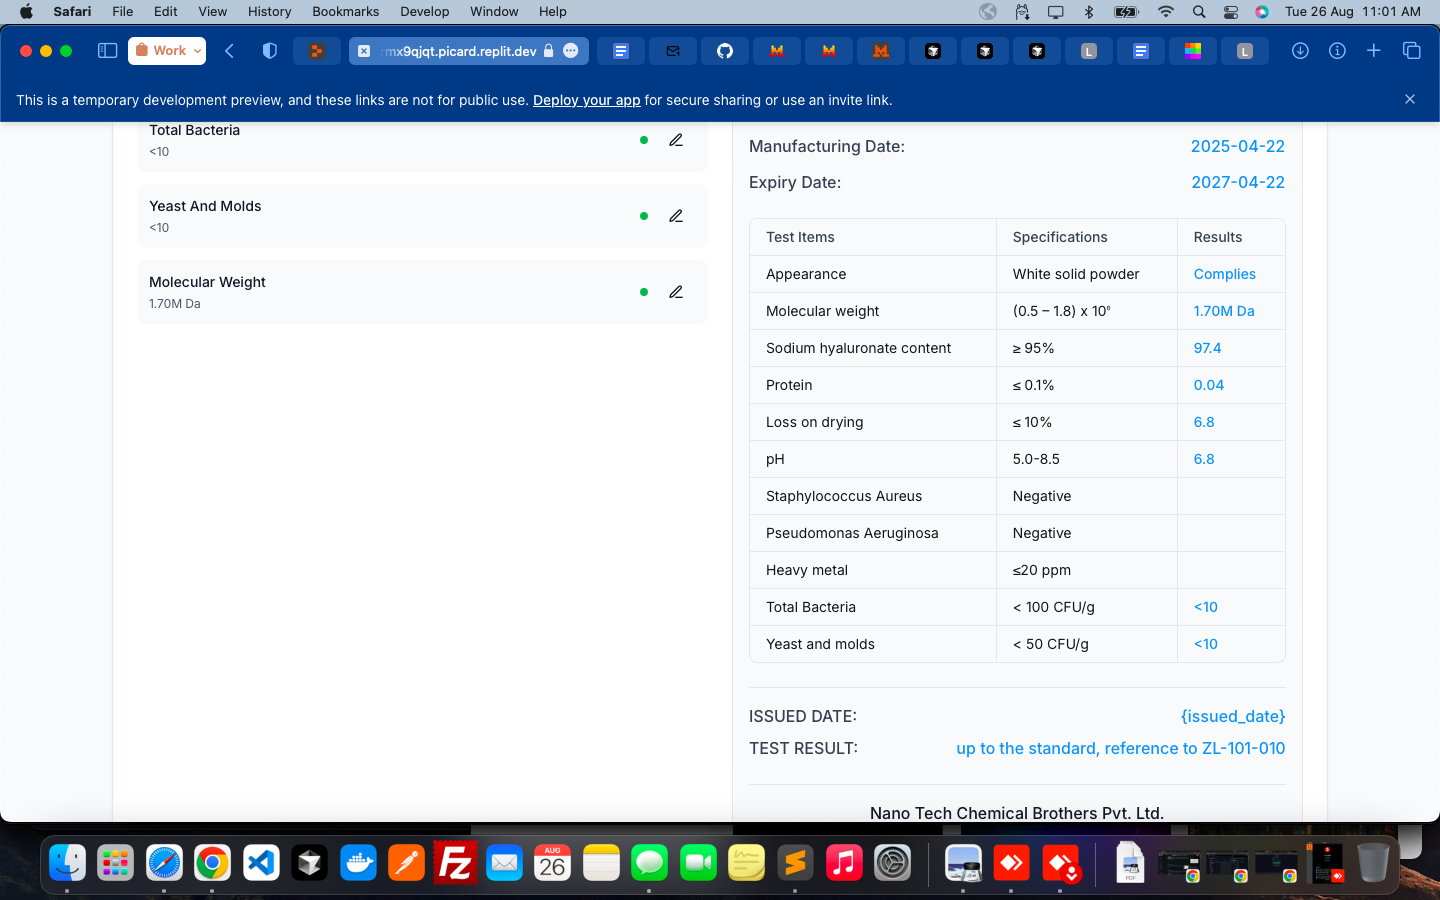 Safari File Edit View History Bookmarks Develop Window Help Tue 26 Aug 11:01 AM
Work rmx9qjqt.picard.replit.dev L L
This is a temporary development preview, and these links are not for public use. Deploy your app for secure sharing or use an invite link.
Total Bacteria
<10
Yeast And Molds
<10
Molecular Weight
1.70M Da
Manufacturing Date: 2025-04-22
Expiry Date: 2027-04-22
Test Items Specifications Results
Appearance White solid powder Complies
Molecular weight (0.5 – 1.8) x 10⁶ 1.70M Da
Sodium hyaluronate content ≥ 95% 97.4
Protein ≤ 0.1% 0.04
Loss on drying ≤ 10% 6.8
pH 5.0-8.5 6.8
Staphylococcus Aureus Negative
Pseudomonas Aeruginosa Negative
Heavy metal ≤20 ppm
Total Bacteria < 100 CFU/g <10
Yeast and molds < 50 CFU/g <10
ISSUED DATE: {issued_date}
TEST RESULT: up to the standard, reference to ZL-101-010
Nano Tech Chemical Brothers Pvt. Ltd.
Fz
AUG
26
PDF